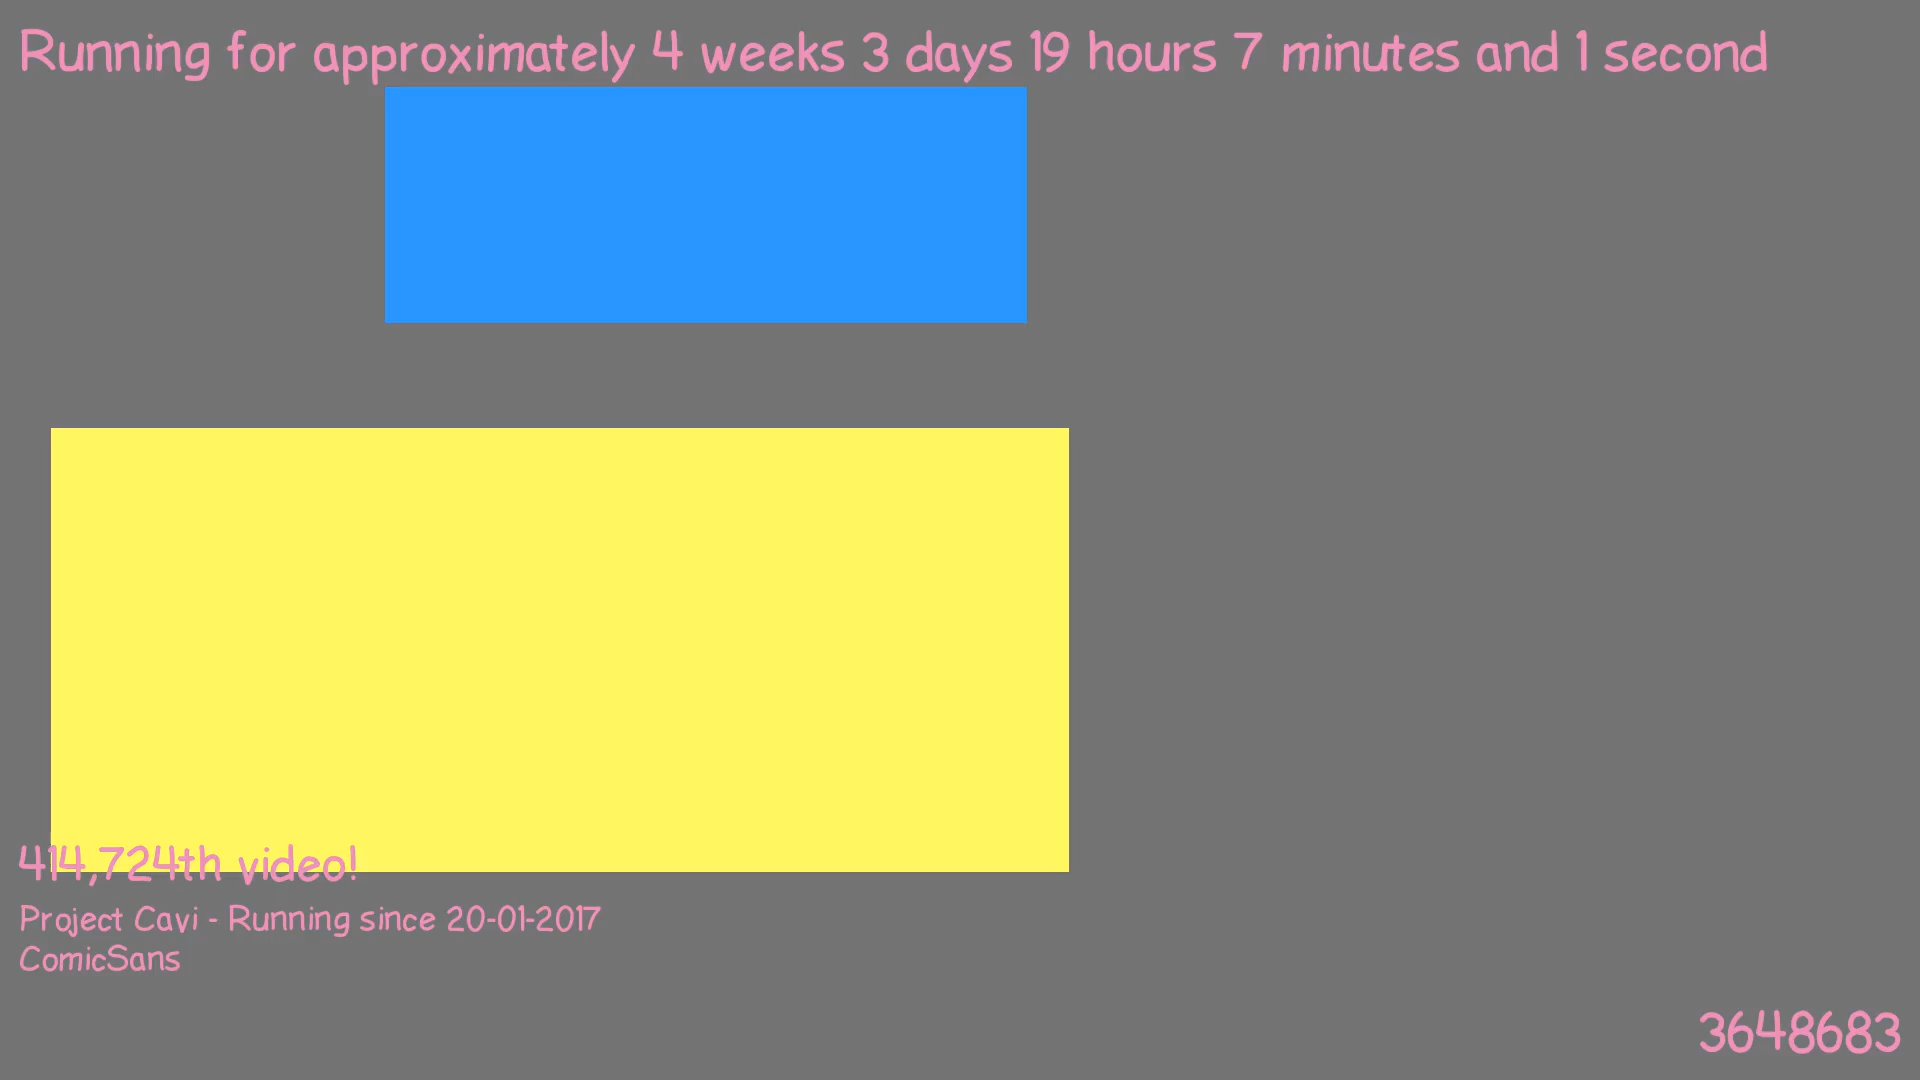 Running for approximately 4 weeks 3 days 19 hours 7 minutes and 1 second
414,724th video!
Project Cavi - Running since 20-01-2017
ComicSans
3648683